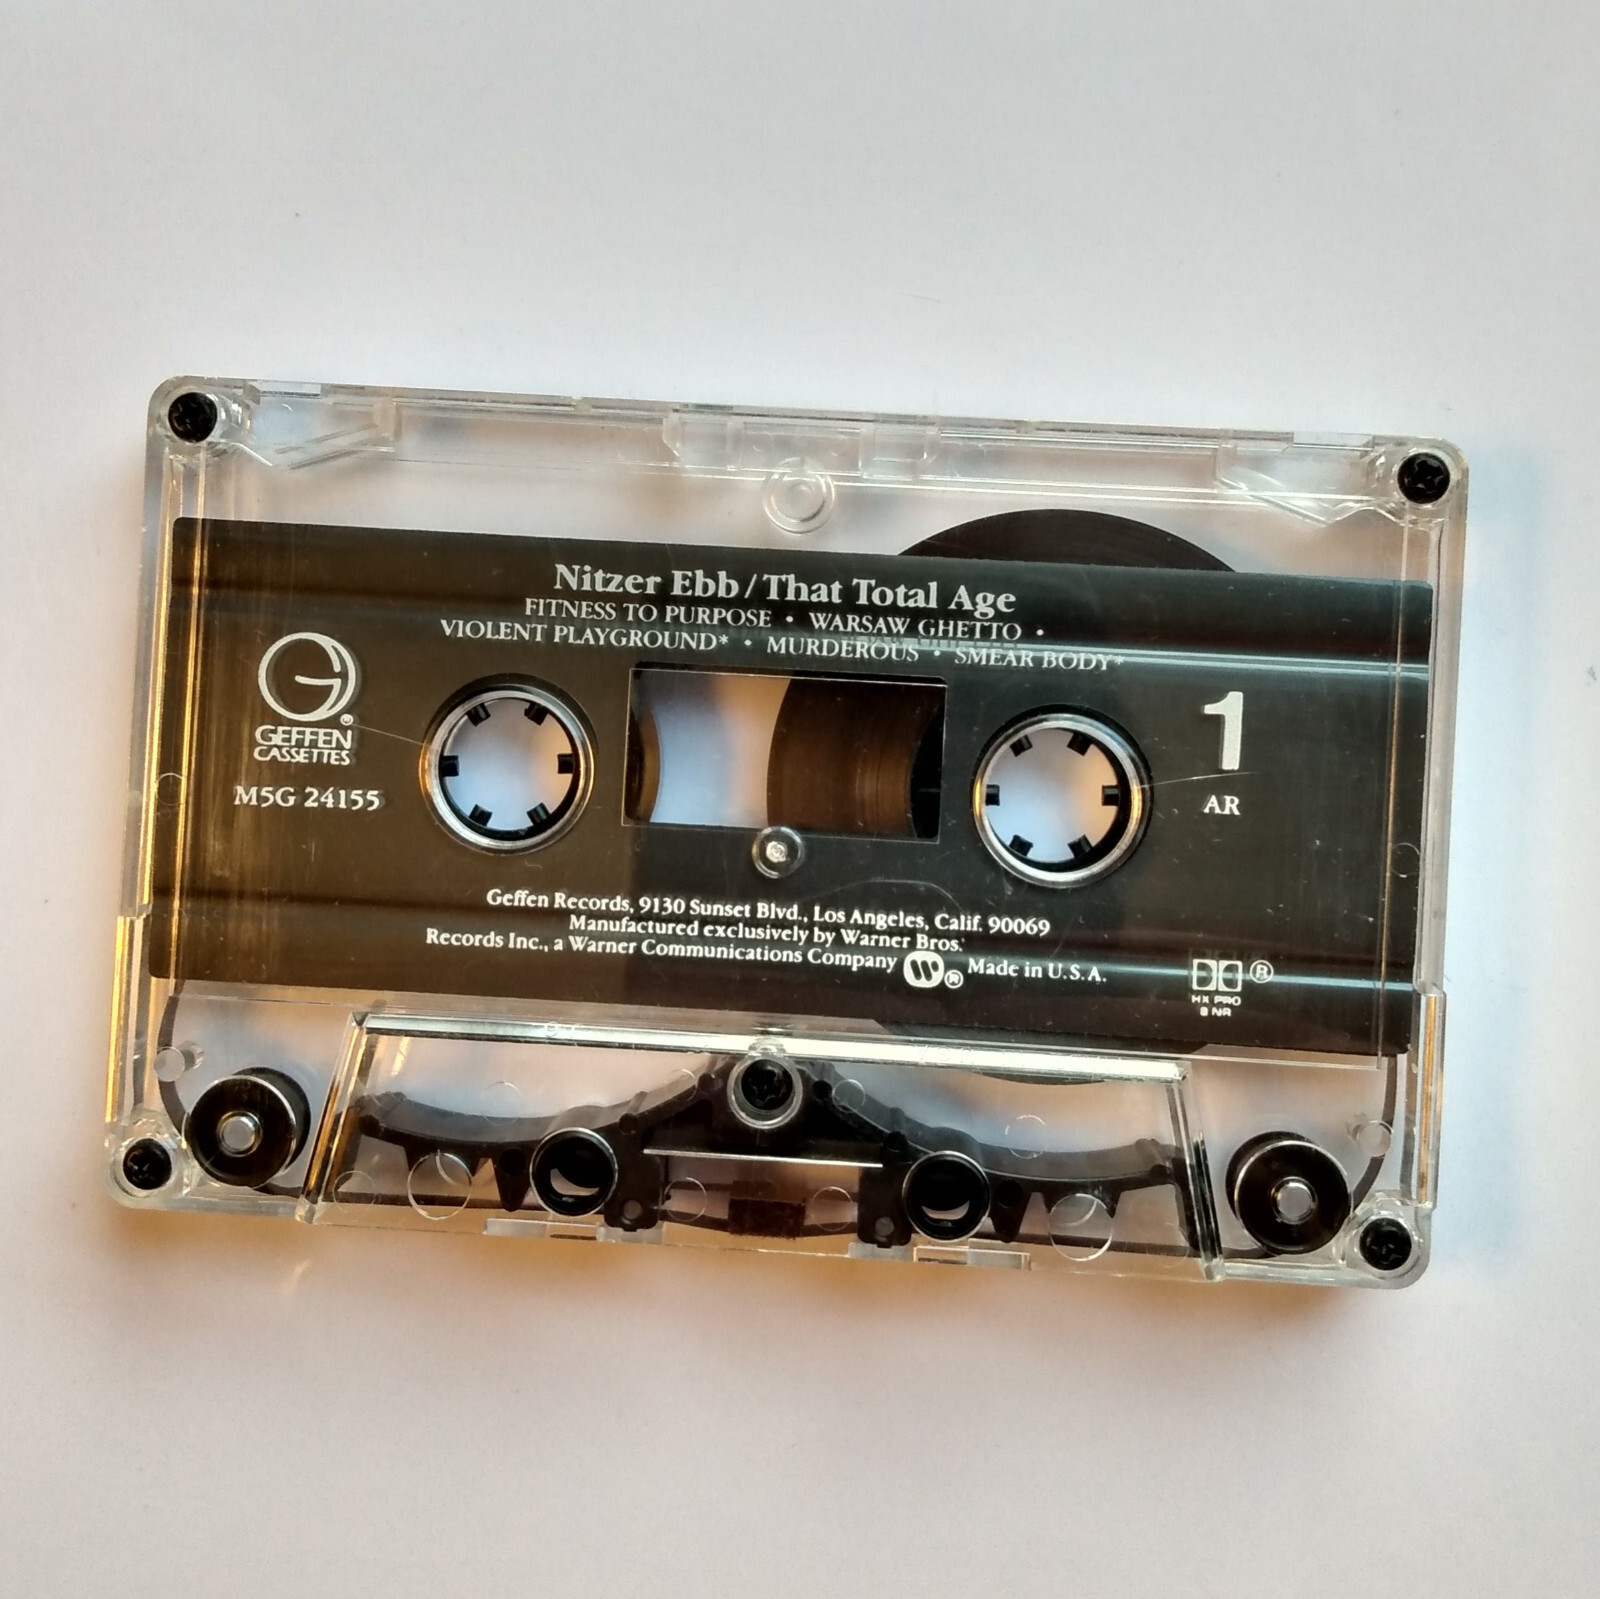 Nitzer Ebb / That Total Age
FITNESS TO PURPOSE • WARSAW GHETTO •
VIOLENT PLAYGROUND* • MURDEROUS • SMEAR BODY*
G®
GEFFEN
CASSETTES
M5G 24155
1
AR
Geffen Records, 9130 Sunset Blvd., Los Angeles, Calif. 90069
Manufactured exclusively by Warner Bros.
Records Inc., a Warner Communications Company W® Made in U.S.A.
®
HX PRO
B NR